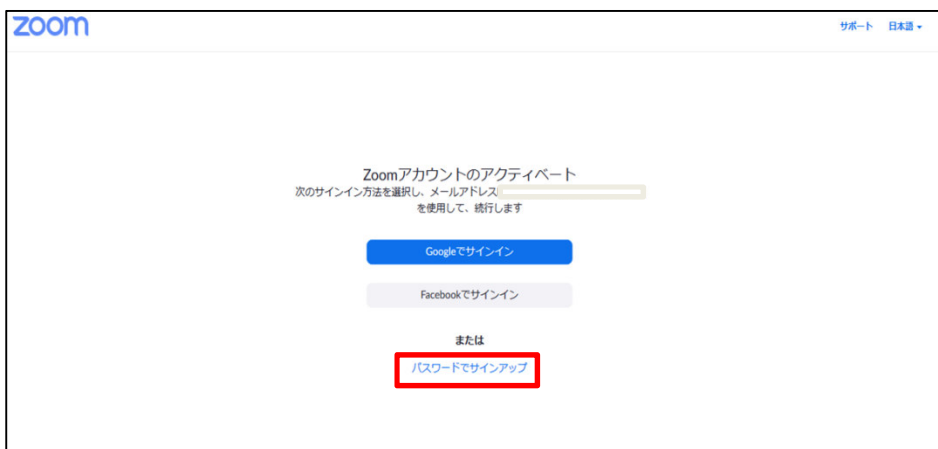 zoom
サポート 日本語
Zoomアカウントのアクティベート
次のサインイン方法を選択し、メールアドレス
を使用して、続行します
Googleでサインイン
Facebookでサインイン
または
パスワードでサインアップ